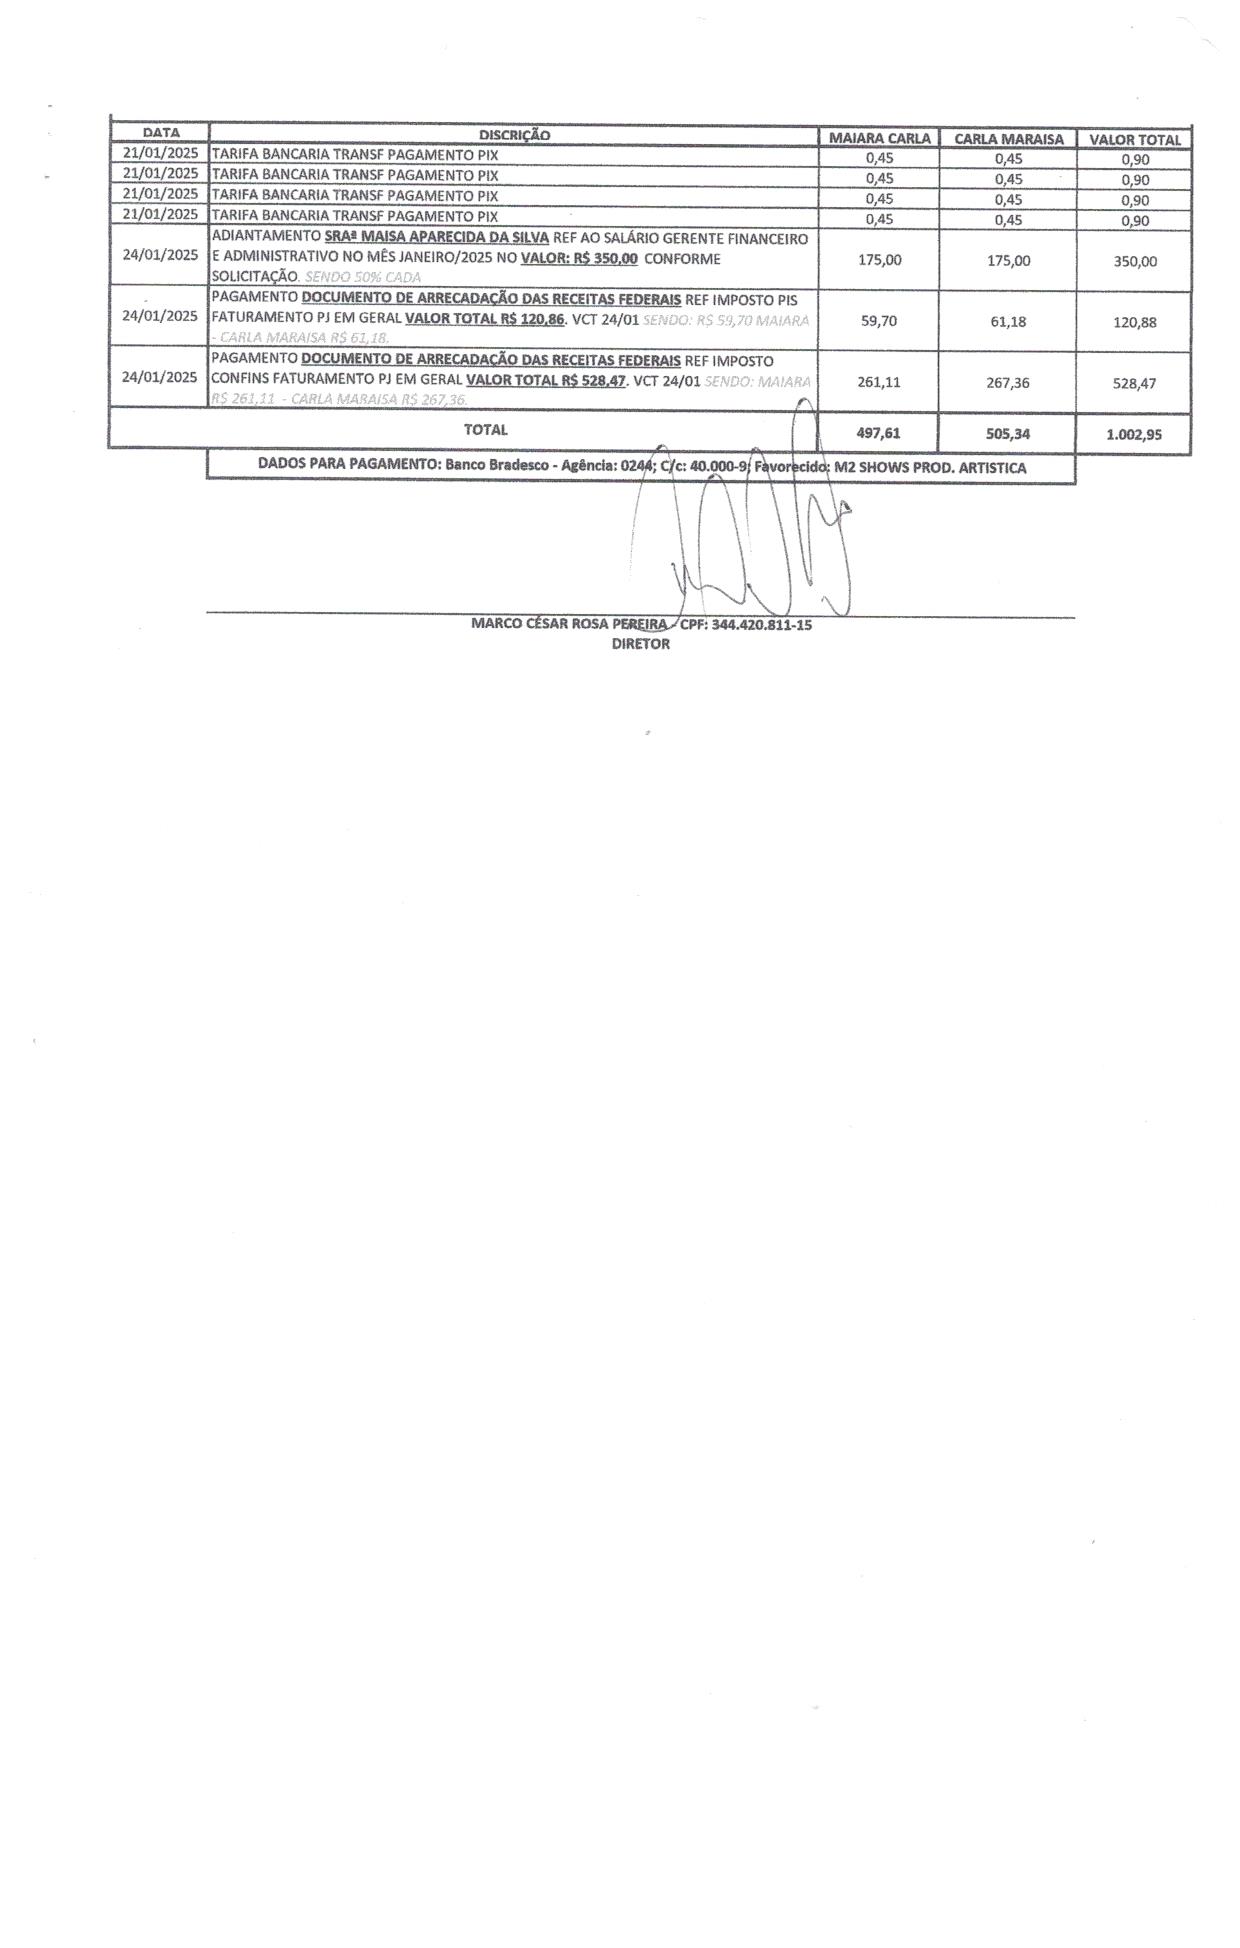 DATA DISCRIÇÃO MAIARA CARLA CARLA MARAISA VALOR TOTAL
21/01/2025 TARIFA BANCARIA TRANSF PAGAMENTO PIX 0,45 0,45 0,90
21/01/2025 TARIFA BANCARIA TRANSF PAGAMENTO PIX 0,45 0,45 0,90
21/01/2025 TARIFA BANCARIA TRANSF PAGAMENTO PIX 0,45 0,45 0,90
21/01/2025 TARIFA BANCARIA TRANSF PAGAMENTO PIX 0,45 0,45 0,90
ADIANTAMENTO SRAª MAISA APARECIDA DA SILVA REF AO SALÁRIO GERENTE FINANCEIRO
24/01/2025 E ADMINISTRATIVO NO MÊS JANEIRO/2025 NO VALOR: R$ 350,00 CONFORME 175,00 175,00 350,00
SOLICITAÇÃO. SENDO 50% CADA
PAGAMENTO DOCUMENTO DE ARRECADAÇÃO DAS RECEITAS FEDERAIS REF IMPOSTO PIS
24/01/2025 FATURAMENTO PJ EM GERAL VALOR TOTAL R$ 120,86. VCT 24/01 SENDO: R$ 59,70 MAIARA 59,70 61,18 120,88
- CARLA MARAISA R$ 61,18.
PAGAMENTO DOCUMENTO DE ARRECADAÇÃO DAS RECEITAS FEDERAIS REF IMPOSTO
24/01/2025 CONFINS FATURAMENTO PJ EM GERAL VALOR TOTAL R$ 528,47. VCT 24/01 SENDO: MAIARA 261,11 267,36 528,47
R$ 261,11 - CARLA MARAISA R$ 267,36.
TOTAL 497,61 505,34 1.002,95
DADOS PARA PAGAMENTO: Banco Bradesco - Agência: 0244; C/c: 40.000-9; Favorecido: M2 SHOWS PROD. ARTISTICA
MARCO CÉSAR ROSA PEREIRA - CPF: 344.420.811-15
DIRETOR